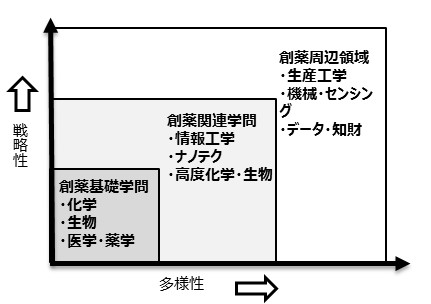 創薬周辺領域
・生産工学
・機械・センシン
グ
・データ・知財
創薬関連学問
・情報工学
・ナノテク
・高度化学・生物
創薬基礎学問
・化学
・生物
・医学・薬学
戦略性
多様性